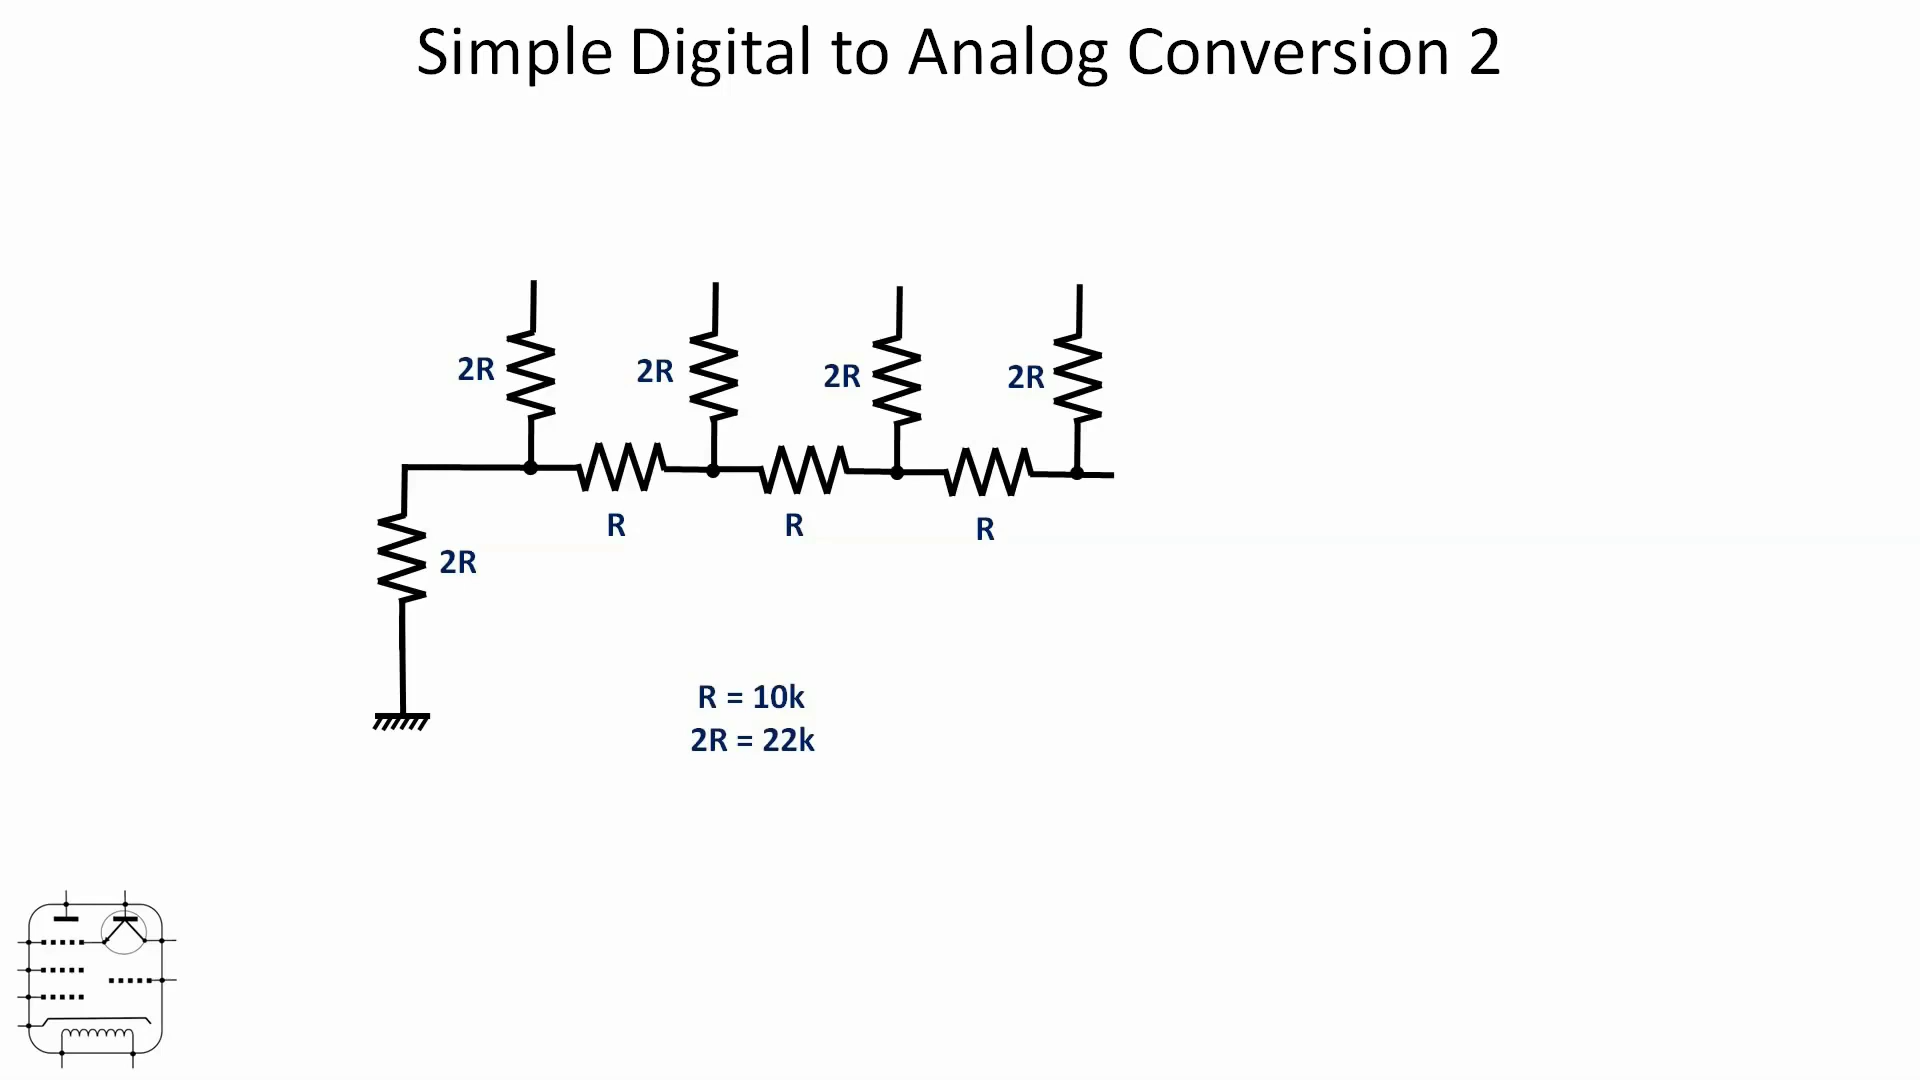 Simple Digital to Analog Conversion 2
2R
2R
2R
2R
R
R
R
2R
R = 10k
2R = 22k